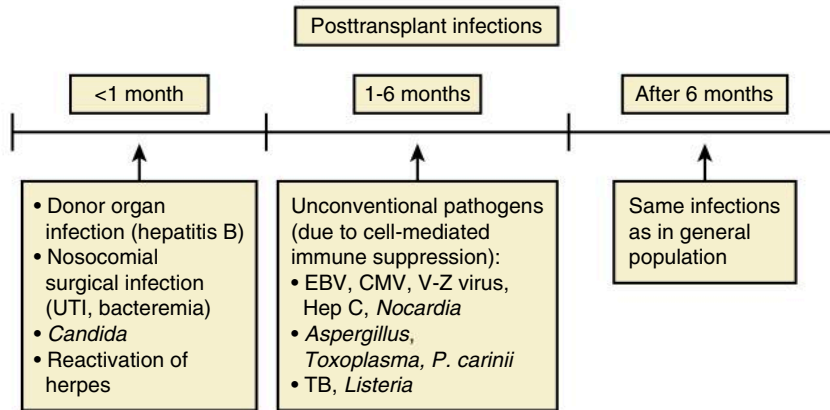 Posttransplant infections
<1 month
1-6 months
After 6 months
• Donor organ
infection (hepatitis B)
• Nosocomial
surgical infection
(UTI, bacteremia)
• Candida
• Reactivation of
herpes
Unconventional pathogens
(due to cell-mediated
immune suppression):
• EBV, CMV, V-Z virus,
Hep C, Nocardia
• Aspergillus,
Toxoplasma, P. carinii
• TB, Listeria
Same infections
as in general
population